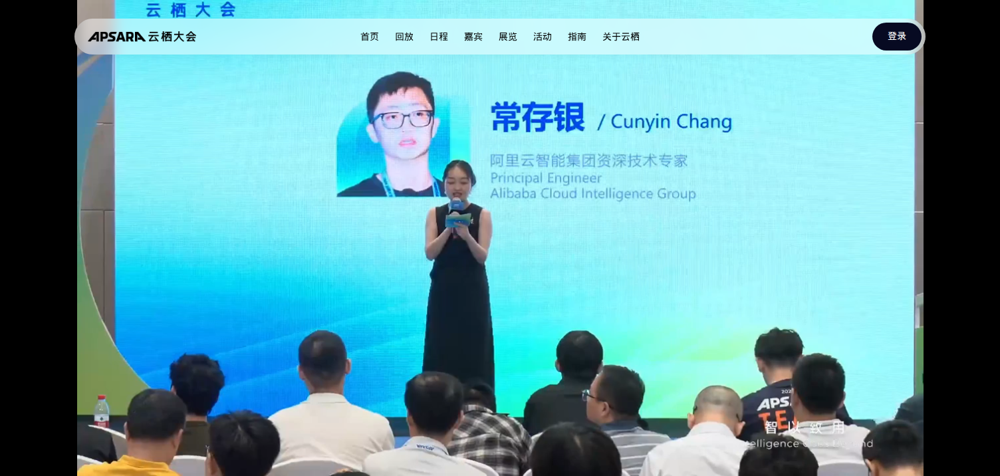 云栖大会
APSARA 云栖大会
首页 回放 日程 嘉宾 展览 活动 指南 关于云栖
登录
常存银 / Cunyin Chang
阿里云智能集团资深技术专家
Principal Engineer
Alibaba Cloud Intelligence Group
智以致用